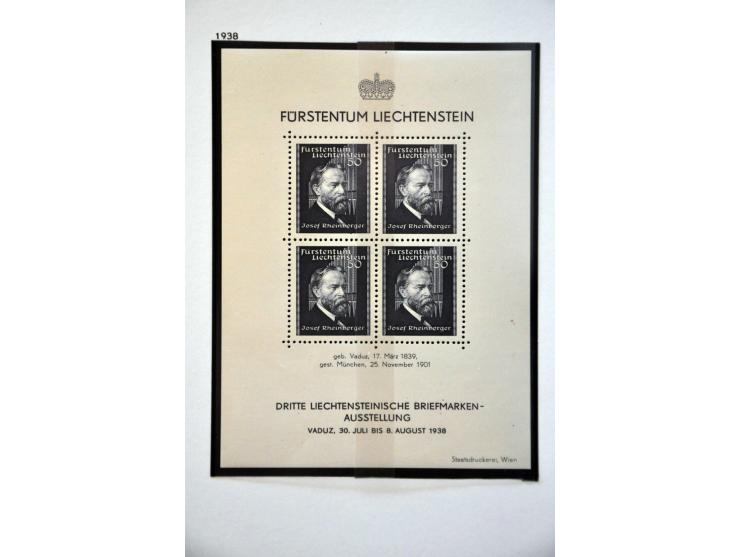 1938
FÜRSTENTUM LIECHTENSTEIN
Fürstentum
Liechtenstein
50
Josef Rheinberger
Fürstentum
Liechtenstein
50
Josef Rheinberger
Fürstentum
Liechtenstein
50
Josef Rheinberger
Fürstentum
Liechtenstein
50
Josef Rheinberger
geb. Vaduz, 17. März 1839,
gest. München, 25. November 1901
DRITTE LIECHTENSTEINISCHE BRIEFMARKEN-
AUSSTELLUNG
VADUZ, 30. JULI BIS 8. AUGUST 1938
Staatsdruckerei, Wien